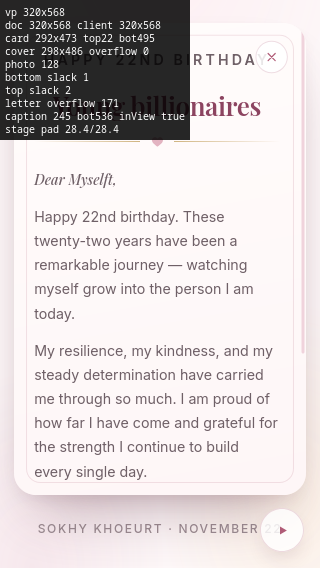 vp 320x568
doc 320x568 client 320x568
card 292x473 top22 bot495
cover 298x486 overflow 0
photo 128
bottom slack 1
top slack 2
letter overflow 171
caption 245 bot536 inView true
stage pad 28.4/28.4
HAPPY 22ND BIRTHDAY
billionaires
Dear Myselft,
Happy 22nd birthday. These
twenty-two years have been a
remarkable journey — watching
myself grow into the person I am
today.
My resilience, my kindness, and my
steady determination have carried
me through so much. I am proud of
how far I have come and grateful for
the strength I continue to build
every single day.
SOKHY KHOEURT · NOVEMBER 22